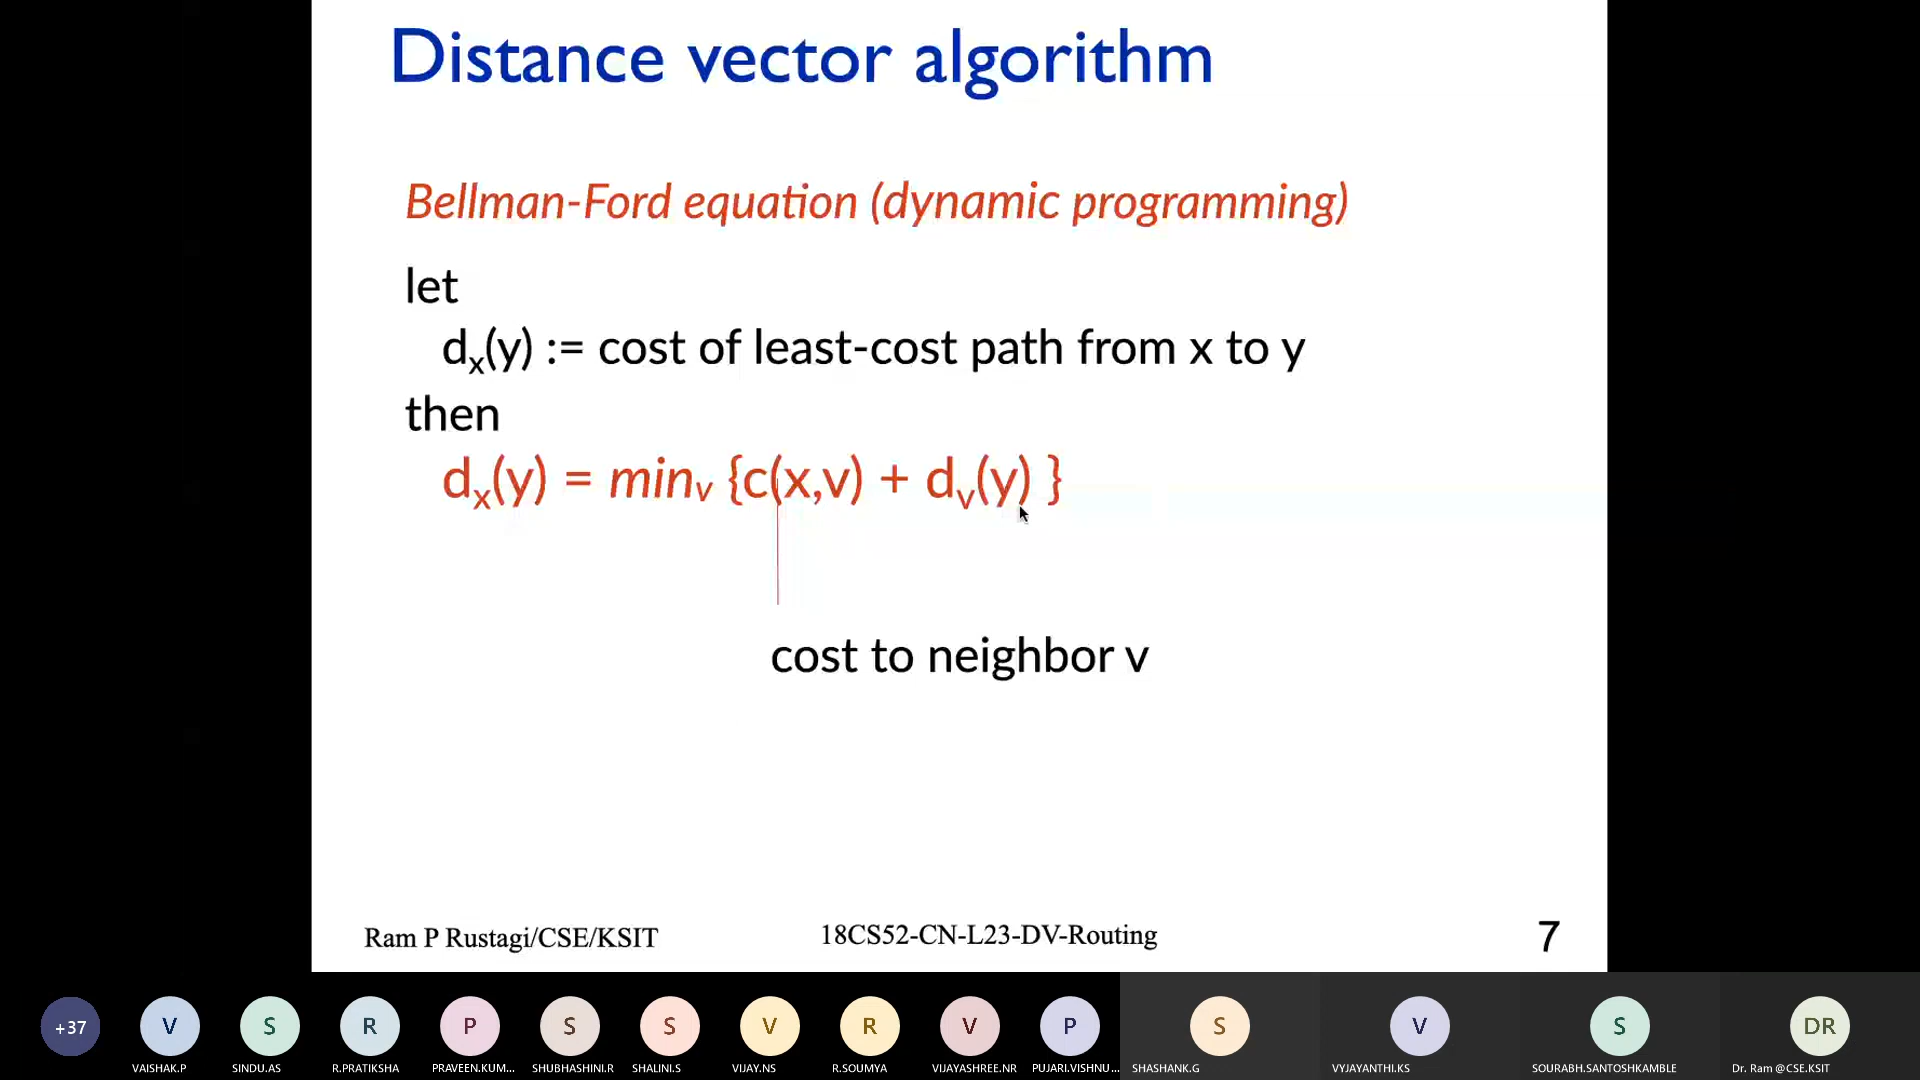 Distance vector algorithm
Bellman-Ford equation (dynamic programming)
let
dx(y) := cost of least-cost path from x to y
then
dx(y) = minv {c(x,v) + dv(y) }
cost to neighbor v
Ram P Rustagi/CSE/KSIT
18CS52-CN-L23-DV-Routing
7
+37
V
S
R
P
S
S
V
R
V
P
S
V
S
DR
VAISHAK.P
SINDU.AS
R.PRATIKSHA
PRAVEEN.KUM...
SHUBHASHINI.R
SHALINI.S
VIJAY.NS
R.SOUMYA
VIJAYASHREE.NR
PUJARI.VISHNU...
SHASHANK.G
VYJAYANTHI.KS
SOURABH.SANTOSHKAMBLE
Dr. Ram @CSE.KSIT